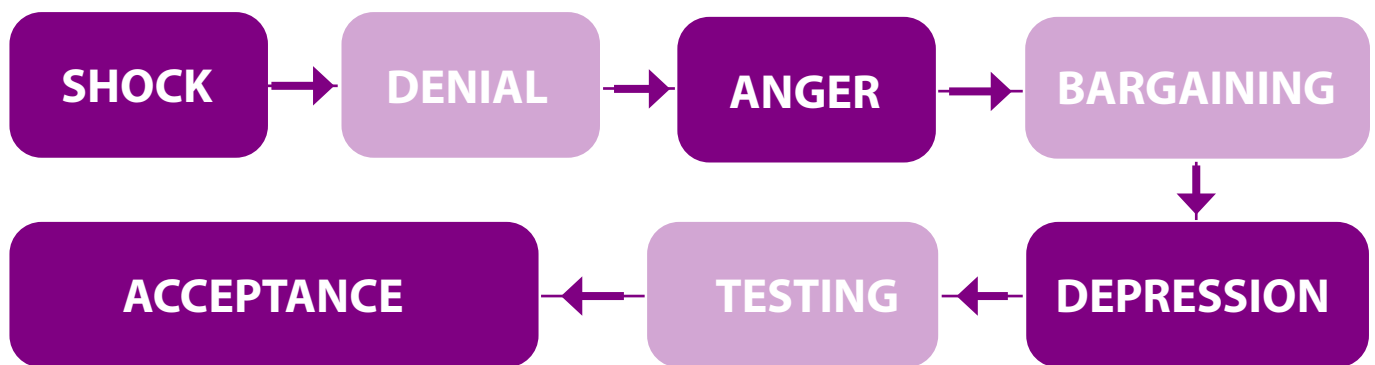 SHOCK
DENIAL
ANGER
BARGAINING
DEPRESSION
TESTING
ACCEPTANCE